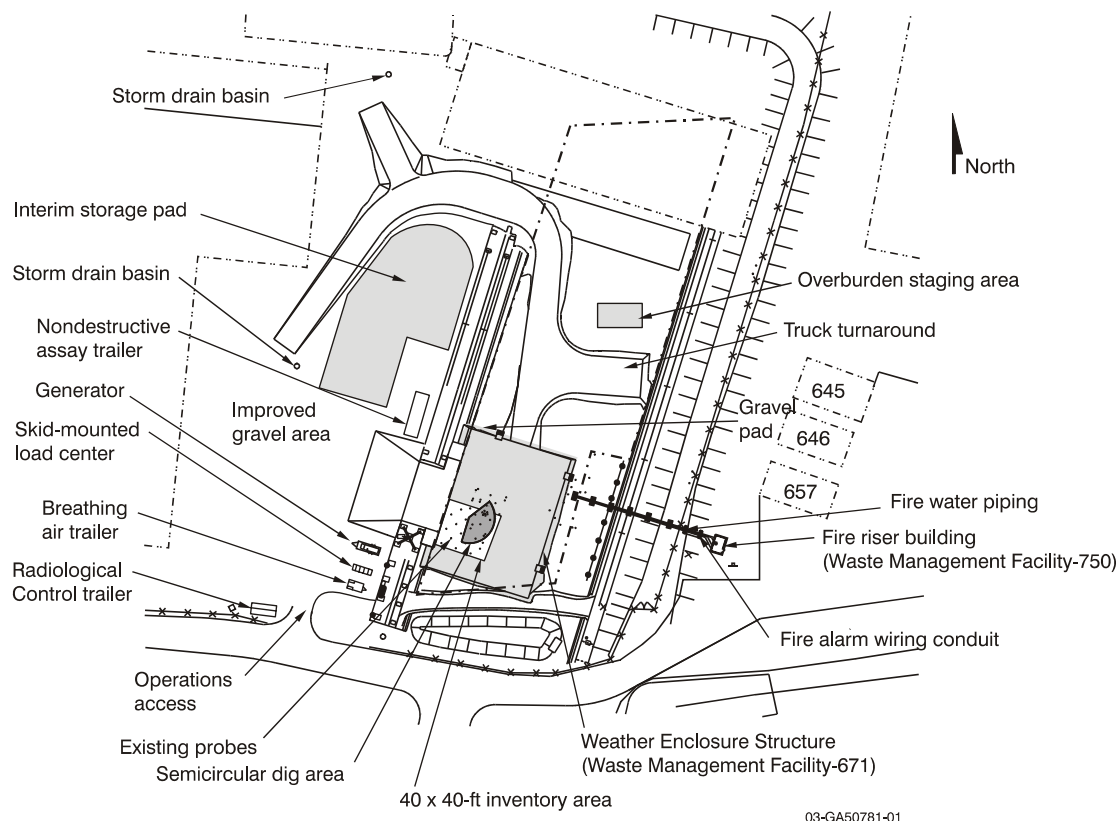 Storm drain basin
North
Interim storage pad
Storm drain basin
Overburden staging area
Nondestructive
assay trailer
Truck turnaround
Generator
Improved
gravel area
Gravel
pad
645
Skid-mounted
load center
646
657
Breathing
air trailer
Fire water piping
Fire riser building
(Waste Management Facility-750)
Radiological
Control trailer
Fire alarm wiring conduit
Operations
access
Existing probes
Semicircular dig area
Weather Enclosure Structure
(Waste Management Facility-671)
40 x 40-ft inventory area
03-GA50781-01